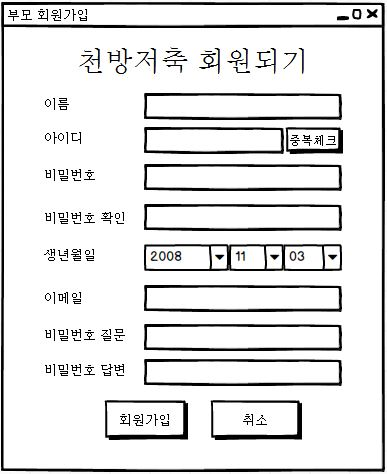 부모 회원가입
천방저축 회원되기
이름
아이디 중복체크
비밀번호
비밀번호 확인
생년월일 2008 11 03
이메일
비밀번호 질문
비밀번호 답변
회원가입 취소